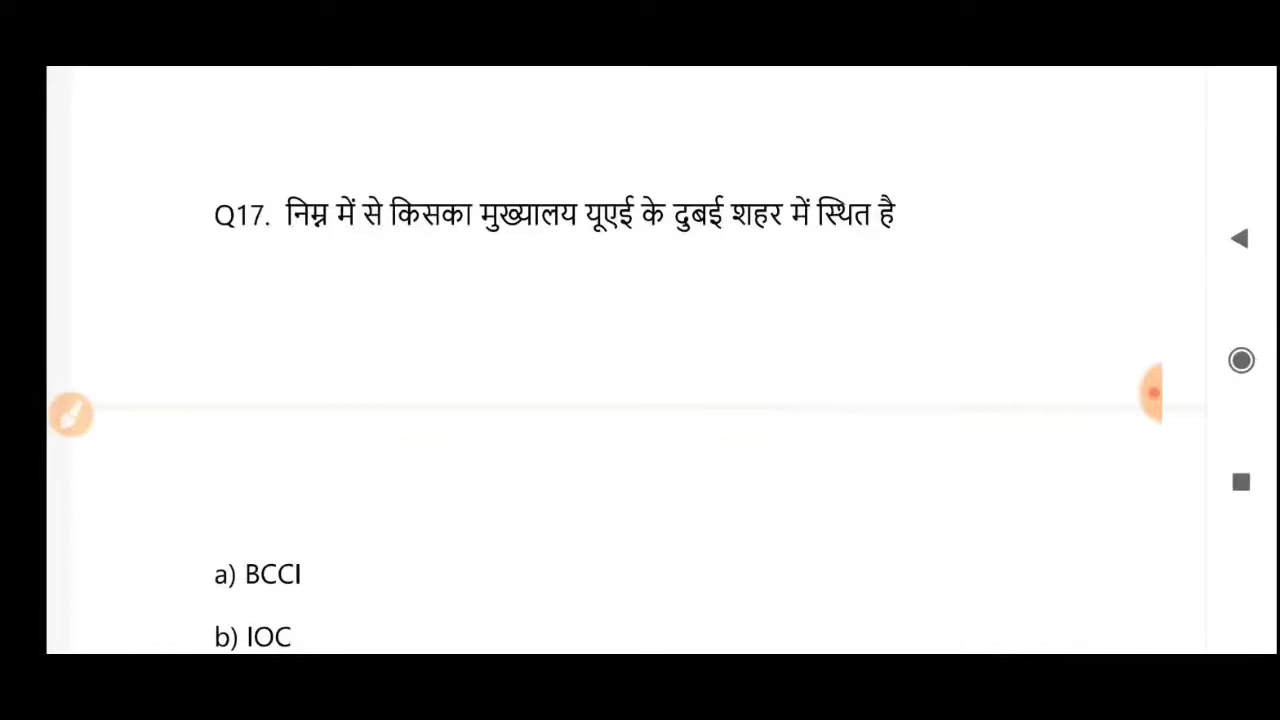 Q17. निम्न में से किसका मुख्यालय यूएई के दुबई शहर में स्थित है
a) BCCI
b) IOC